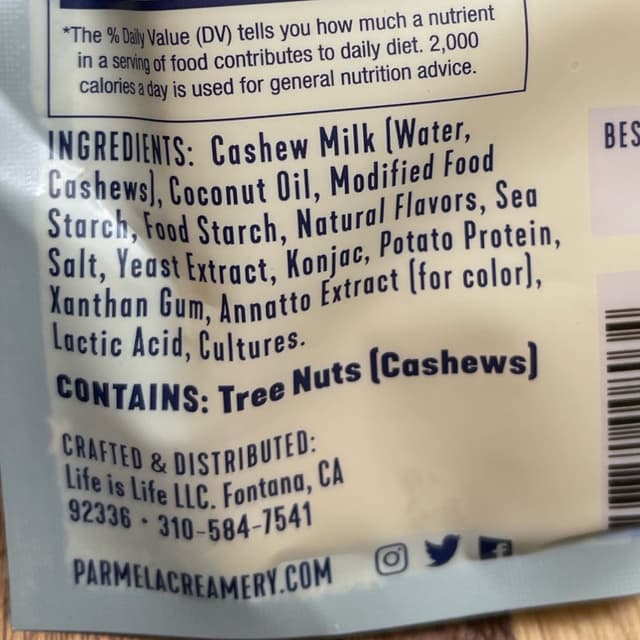 *The % Daily Value (DV) tells you how much a nutrient
in a serving of food contributes to daily diet. 2,000
calories a day is used for general nutrition advice.
INGREDIENTS: Cashew Milk (Water,
Cashews), Coconut Oil, Modified Food
Starch, Food Starch, Natural Flavors, Sea
Salt, Yeast Extract, Konjac, Potato Protein,
Xanthan Gum, Annatto Extract (for color),
Lactic Acid, Cultures.
CONTAINS: Tree Nuts (Cashews)
CRAFTED & DISTRIBUTED:
Life is Life LLC. Fontana, CA
92336 • 310-584-7541
PARMELACREAMERY.COM
BES